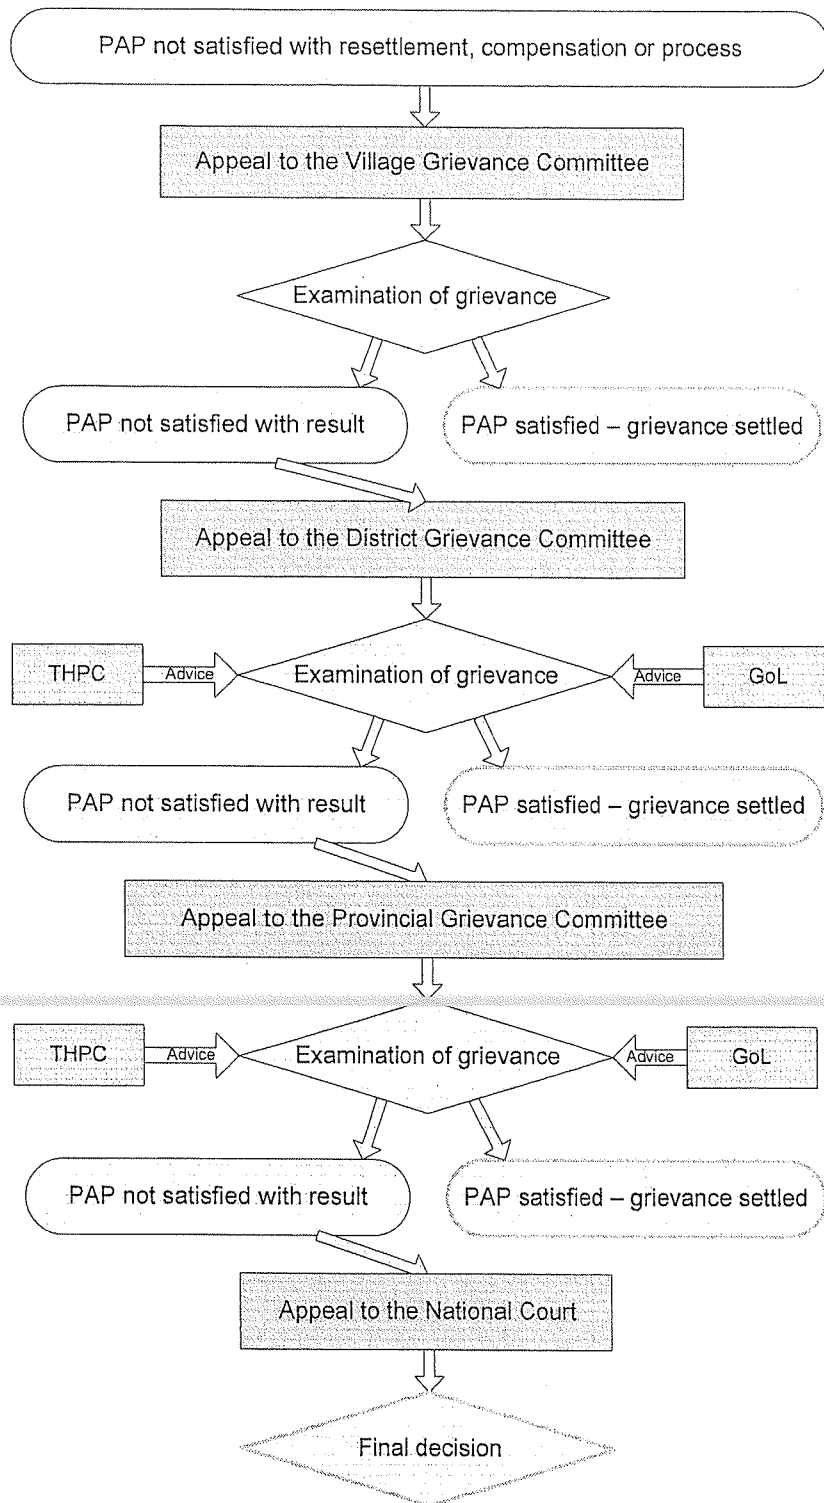 PAP not satisfied with resettlement, compensation or process
Appeal to the Village Grievance Committee
Examination of grievance
PAP not satisfied with result
PAP satisfied – grievance settled
Appeal to the District Grievance Committee
THPC
Advice
Examination of grievance
Advice
GoL
PAP not satisfied with result
PAP satisfied – grievance settled
Appeal to the Provincial Grievance Committee
THPC
Advice
Examination of grievance
Advice
GoL
PAP not satisfied with result
PAP satisfied – grievance settled
Appeal to the National Court
Final decision